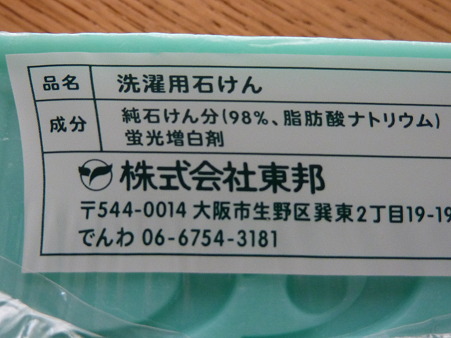 品名 洗濯用石けん
成分 純石けん分(98%、脂肪酸ナトリウム)
蛍光増白剤
株式会社東邦
〒544-0014 大阪市生野区巽東2丁目19-19
でんわ 06-6754-3181